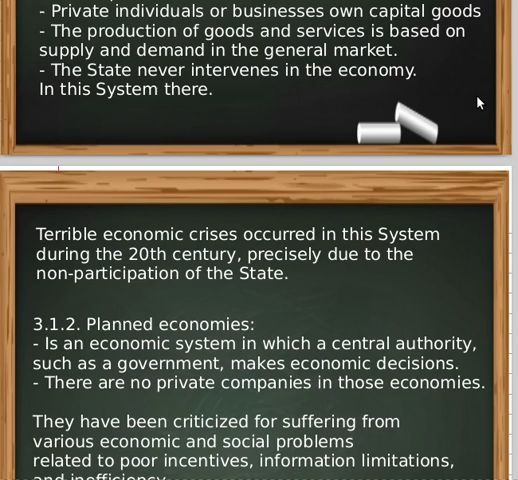 - Private individuals or businesses own capital goods
- The production of goods and services is based on
supply and demand in the general market.
- The State never intervenes in the economy.
In this System there.
Terrible economic crises occurred in this System
during the 20th century, precisely due to the
non-participation of the State.
3.1.2. Planned economies:
- Is an economic system in which a central authority,
such as a government, makes economic decisions.
- There are no private companies in those economies.
They have been criticized for suffering from
various economic and social problems
related to poor incentives, information limitations,
and inefficiency